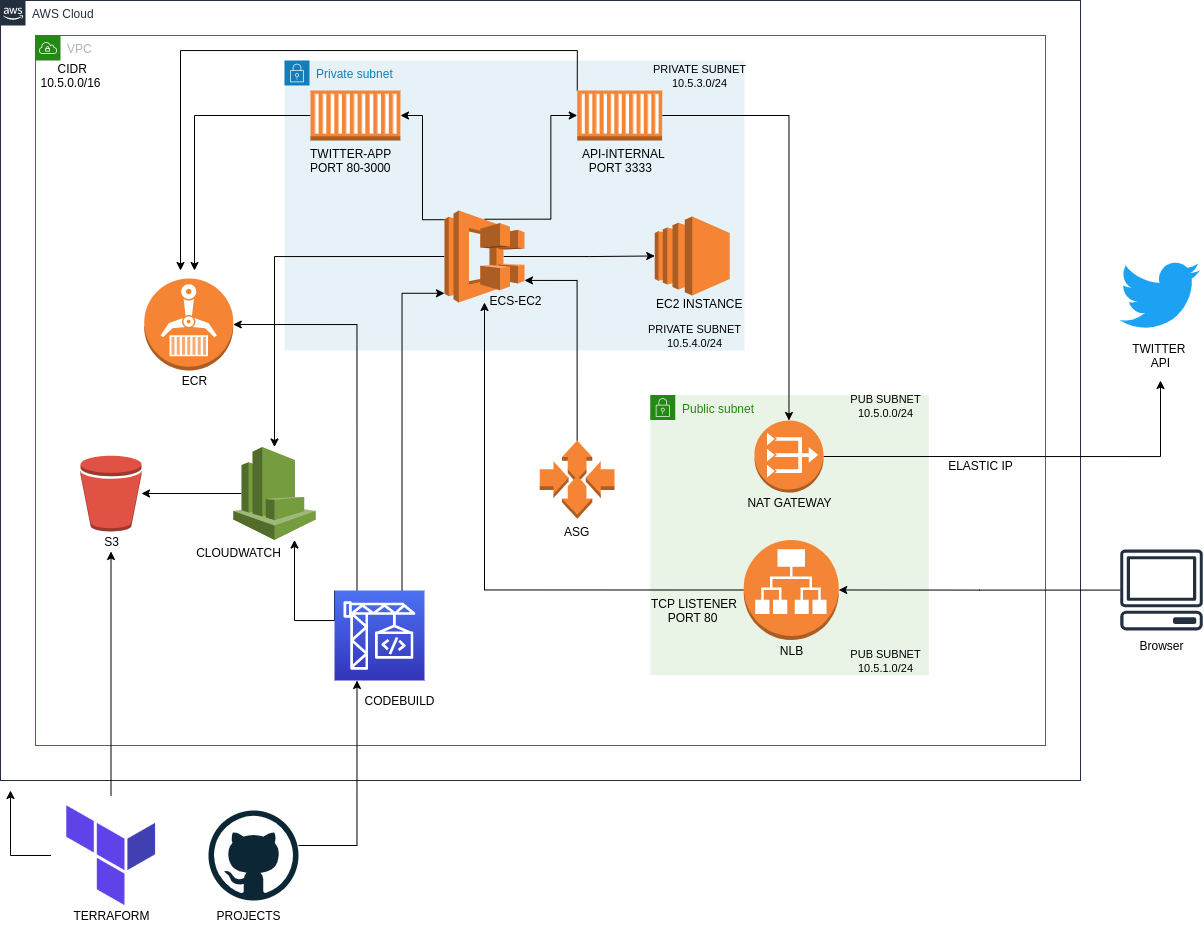 aws
AWS Cloud
VPC
CIDR
10.5.0.0/16
Private subnet
PRIVATE SUBNET
10.5.3.0/24
TWITTER-APP
PORT 80-3000
API-INTERNAL
PORT 3333
ECS-EC2
EC2 INSTANCE
PRIVATE SUBNET
10.5.4.0/24
ECR
TWITTER
API
Public subnet
PUB SUBNET
10.5.0.0/24
ELASTIC IP
NAT GATEWAY
ASG
S3
CLOUDWATCH
TCP LISTENER
PORT 80
NLB
PUB SUBNET
10.5.1.0/24
Browser
</>
CODEBUILD
TERRAFORM
PROJECTS